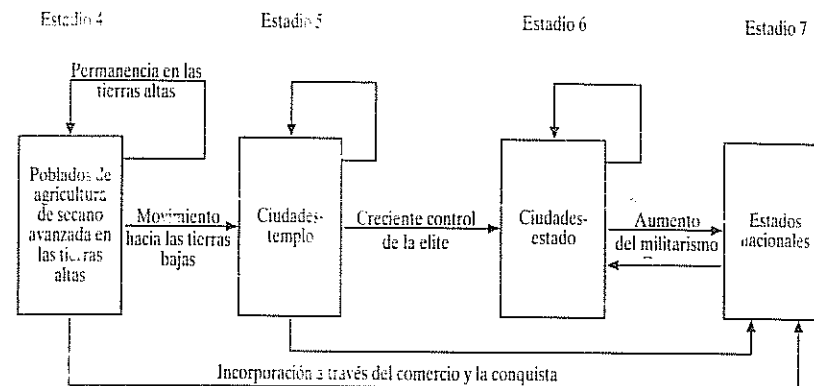 Estadio 4
Estadio 5
Estadio 6
Estadio 7
Permanencia en las
tierras altas
Poblados de
agricultura
de secano
avanzada en
las tierras
altas
Movimiento
hacia las tierras
bajas
Ciudades-
templo
Creciente control
de la elite
Ciudades-
estado
Aumento
del militarismo
Estados
nacionales
Incorporación a través del comercio y la conquista